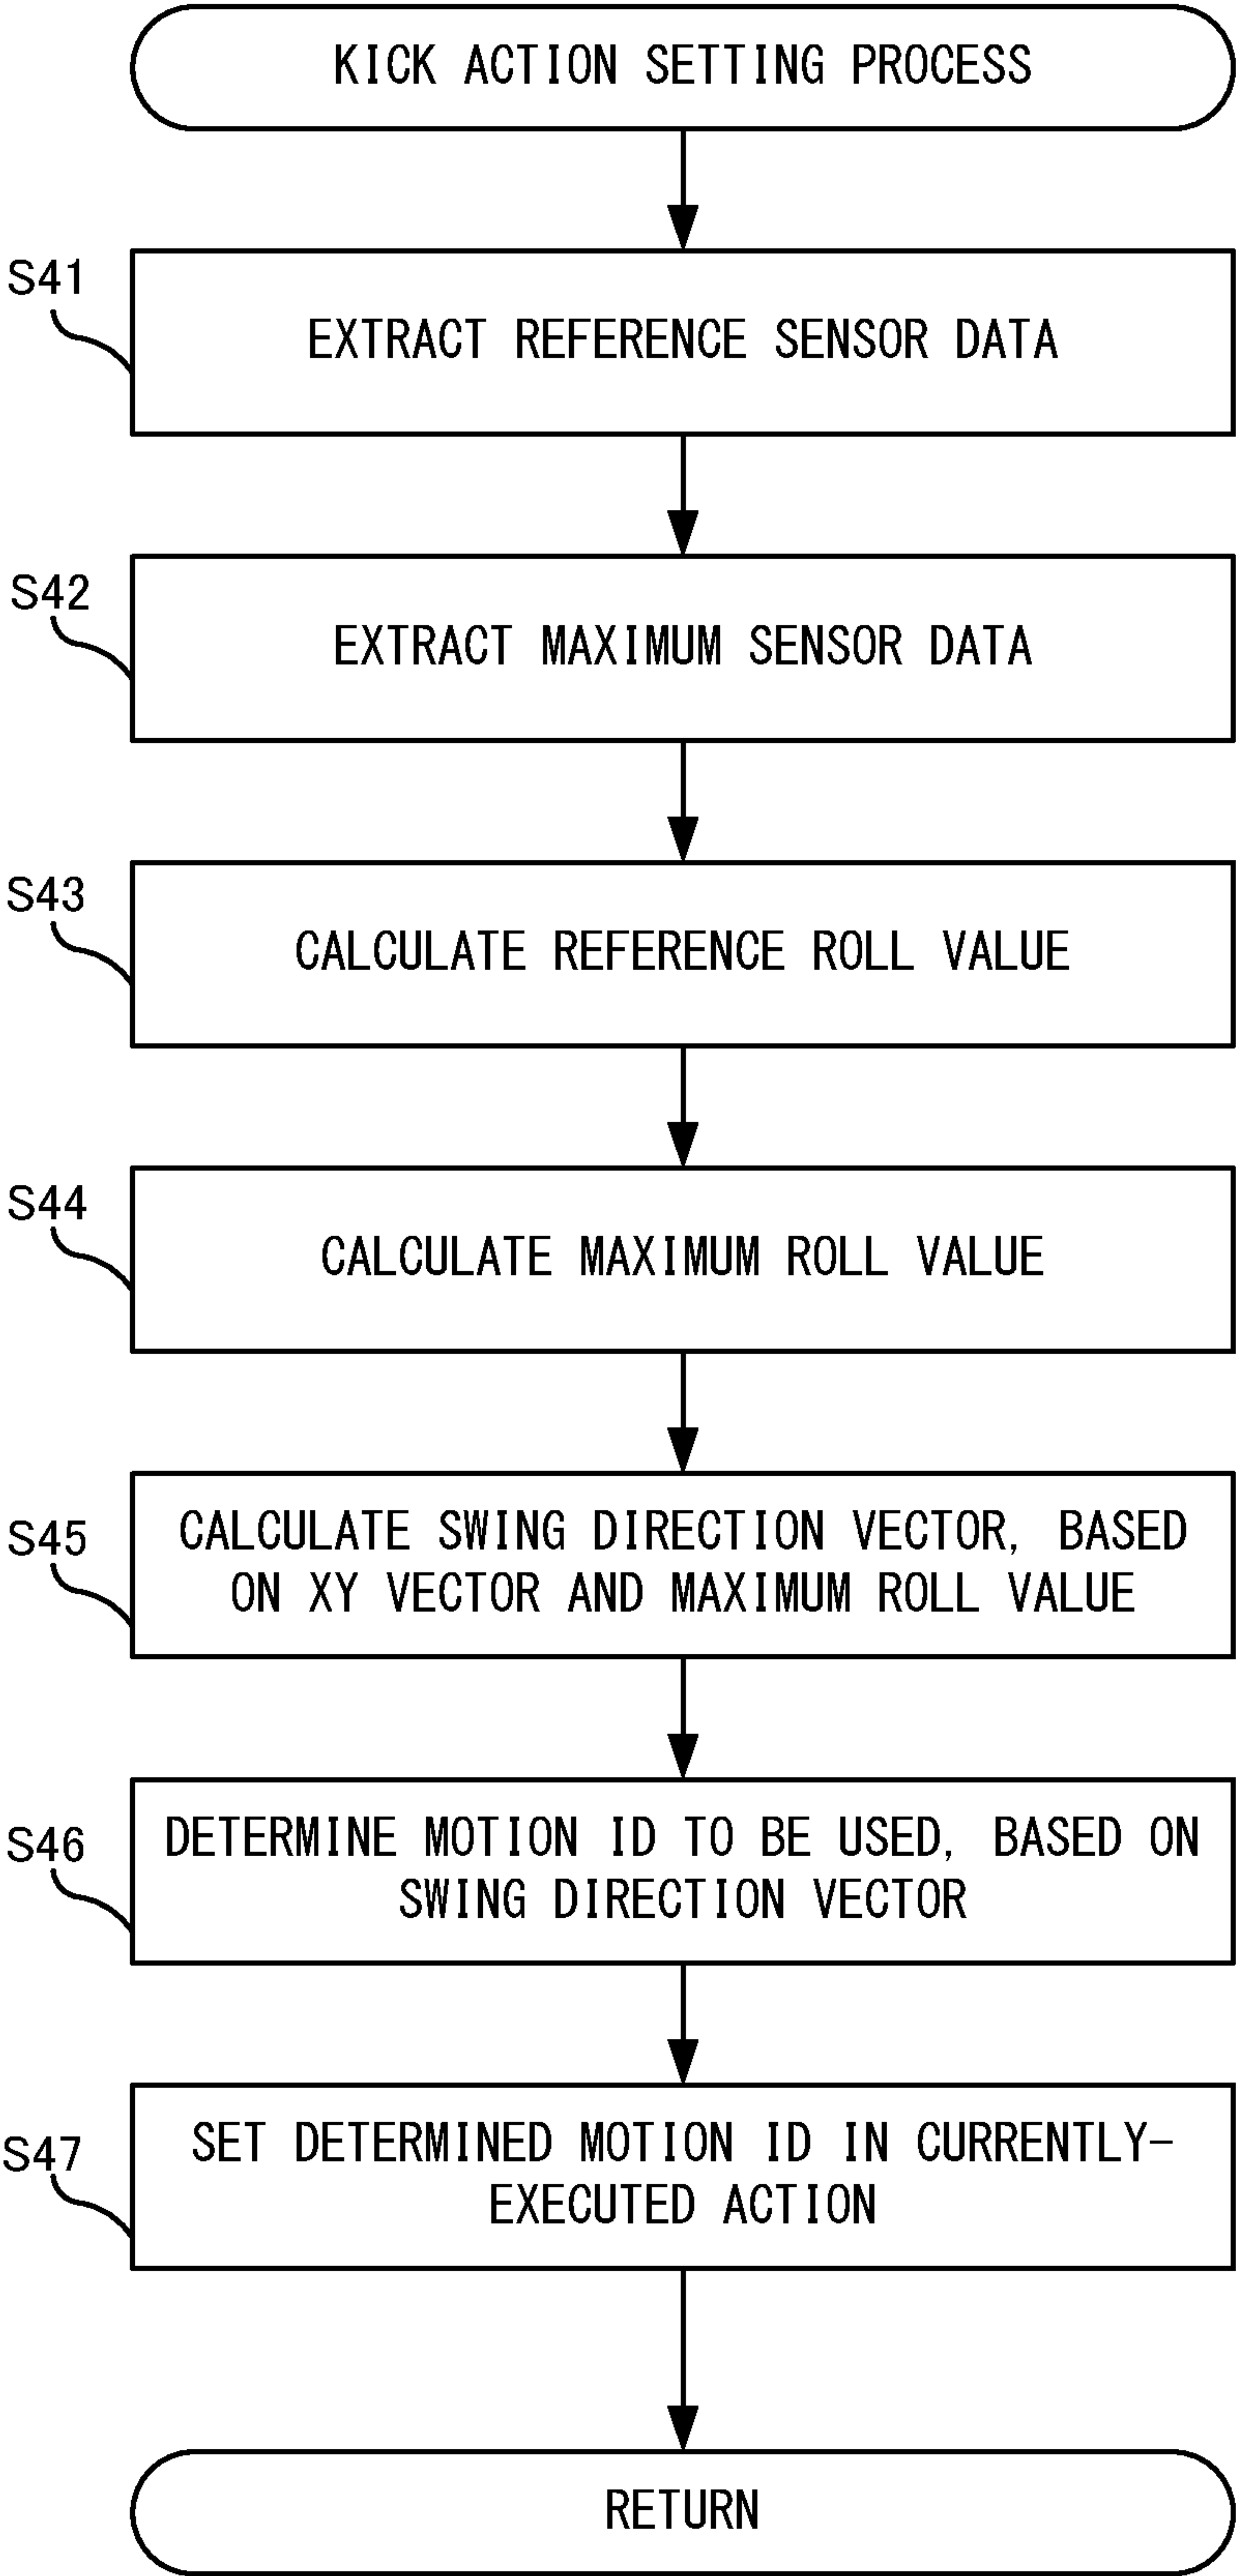 KICK ACTION SETTING PROCESS
S41
EXTRACT REFERENCE SENSOR DATA
S42
EXTRACT MAXIMUM SENSOR DATA
S43
CALCULATE REFERENCE ROLL VALUE
S44
CALCULATE MAXIMUM ROLL VALUE
S45
CALCULATE SWING DIRECTION VECTOR, BASED
ON XY VECTOR AND MAXIMUM ROLL VALUE
S46
DETERMINE MOTION ID TO BE USED, BASED ON
SWING DIRECTION VECTOR
S47
SET DETERMINED MOTION ID IN CURRENTLY-
EXECUTED ACTION
RETURN